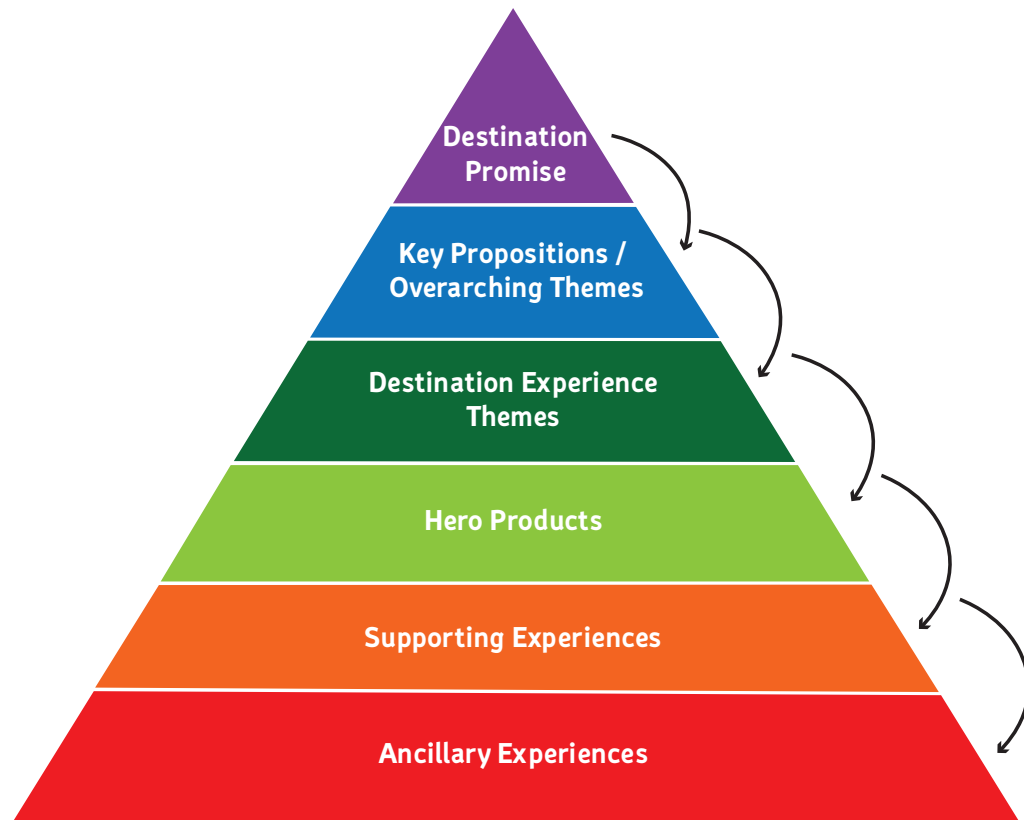 Destination
Promise
Key Propositions /
Overarching Themes
Destination Experience
Themes
Hero Products
Supporting Experiences
Ancillary Experiences